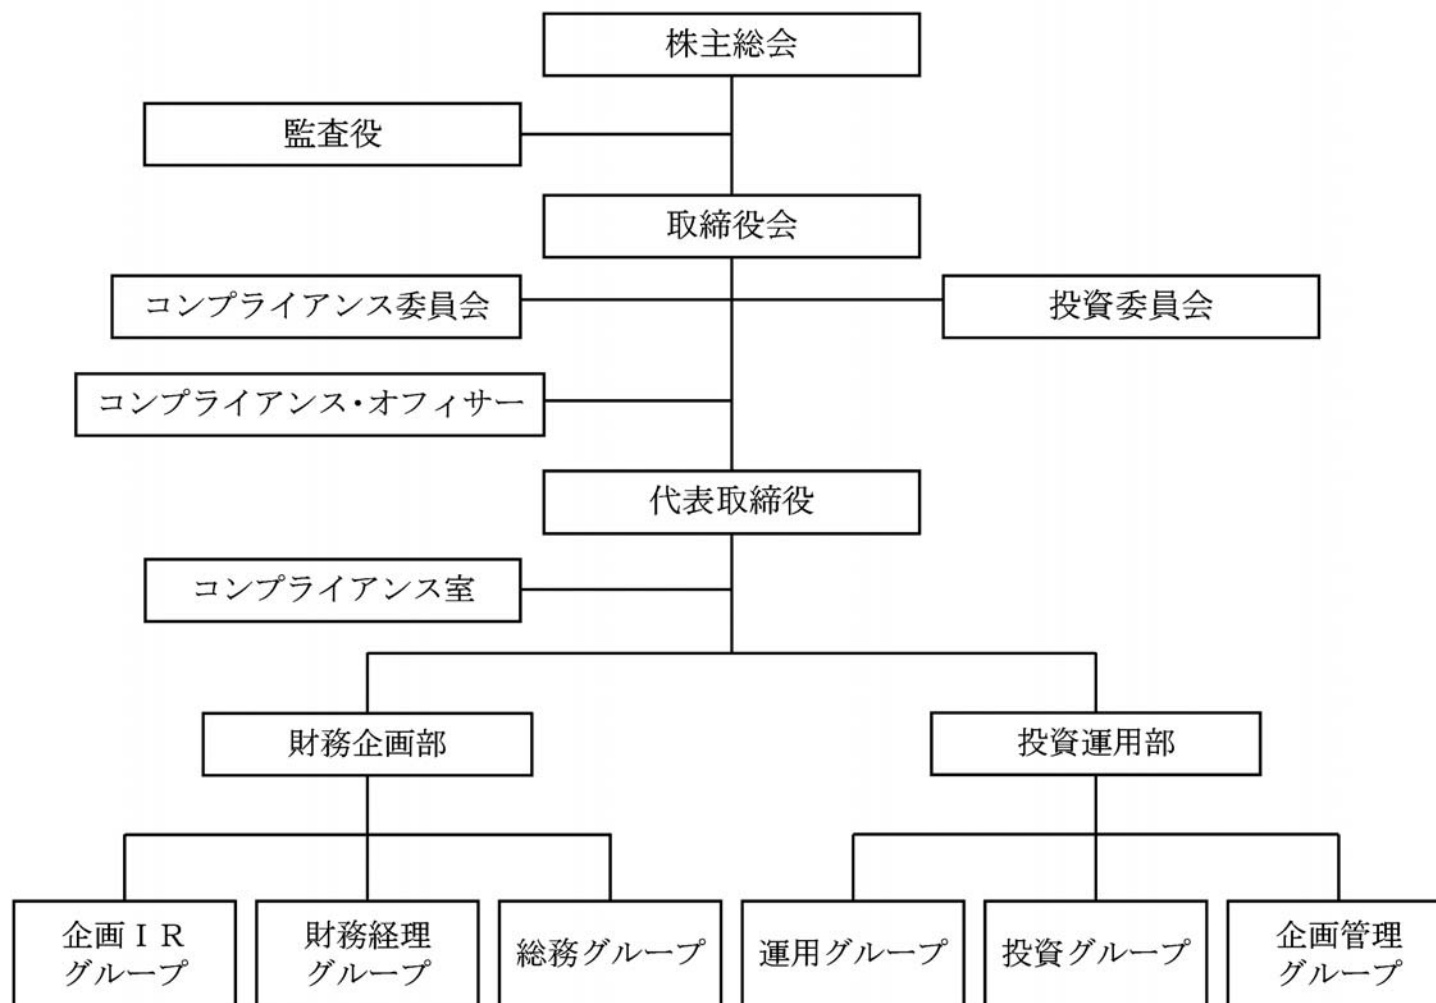 株主総会
監査役
取締役会
コンプライアンス委員会
投資委員会
コンプライアンス・オフィサー
代表取締役
コンプライアンス室
財務企画部
投資運用部
企画ＩＲ
グループ
財務経理
グループ
総務グループ
運用グループ
投資グループ
企画管理
グループ